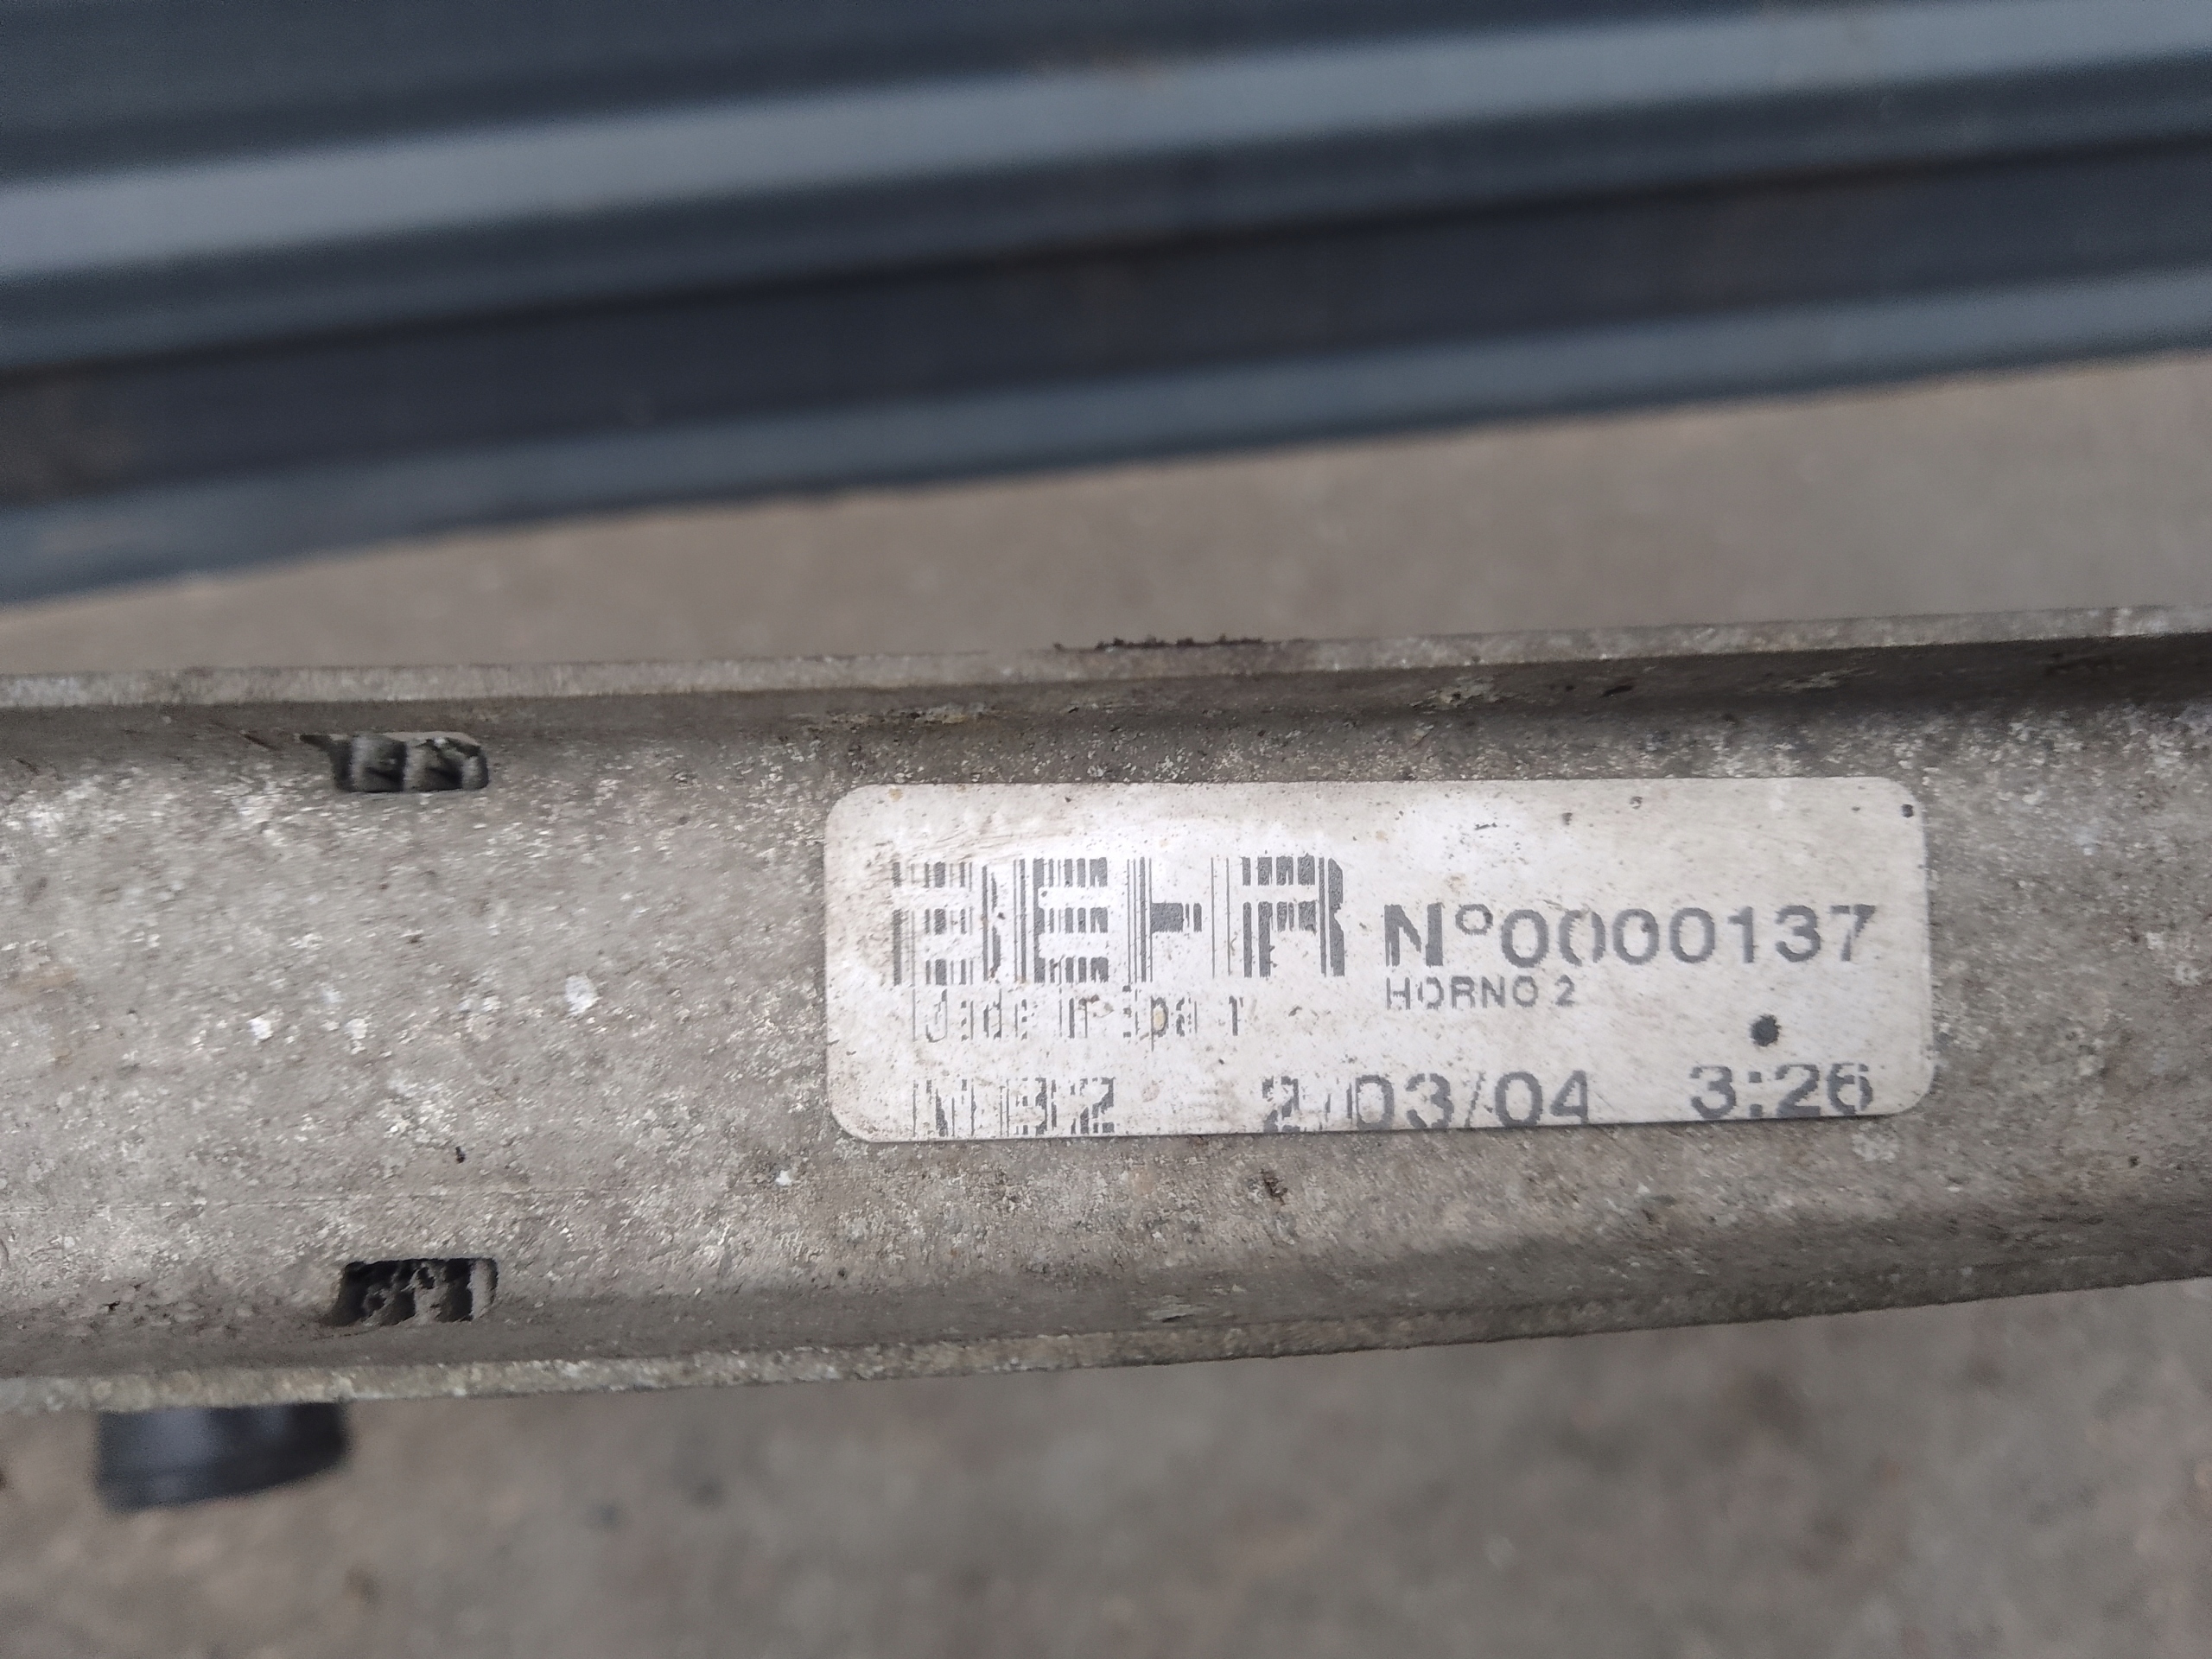 BEHR N°0000137
HORNO 2
Made in Spain
2/03/04 3:26